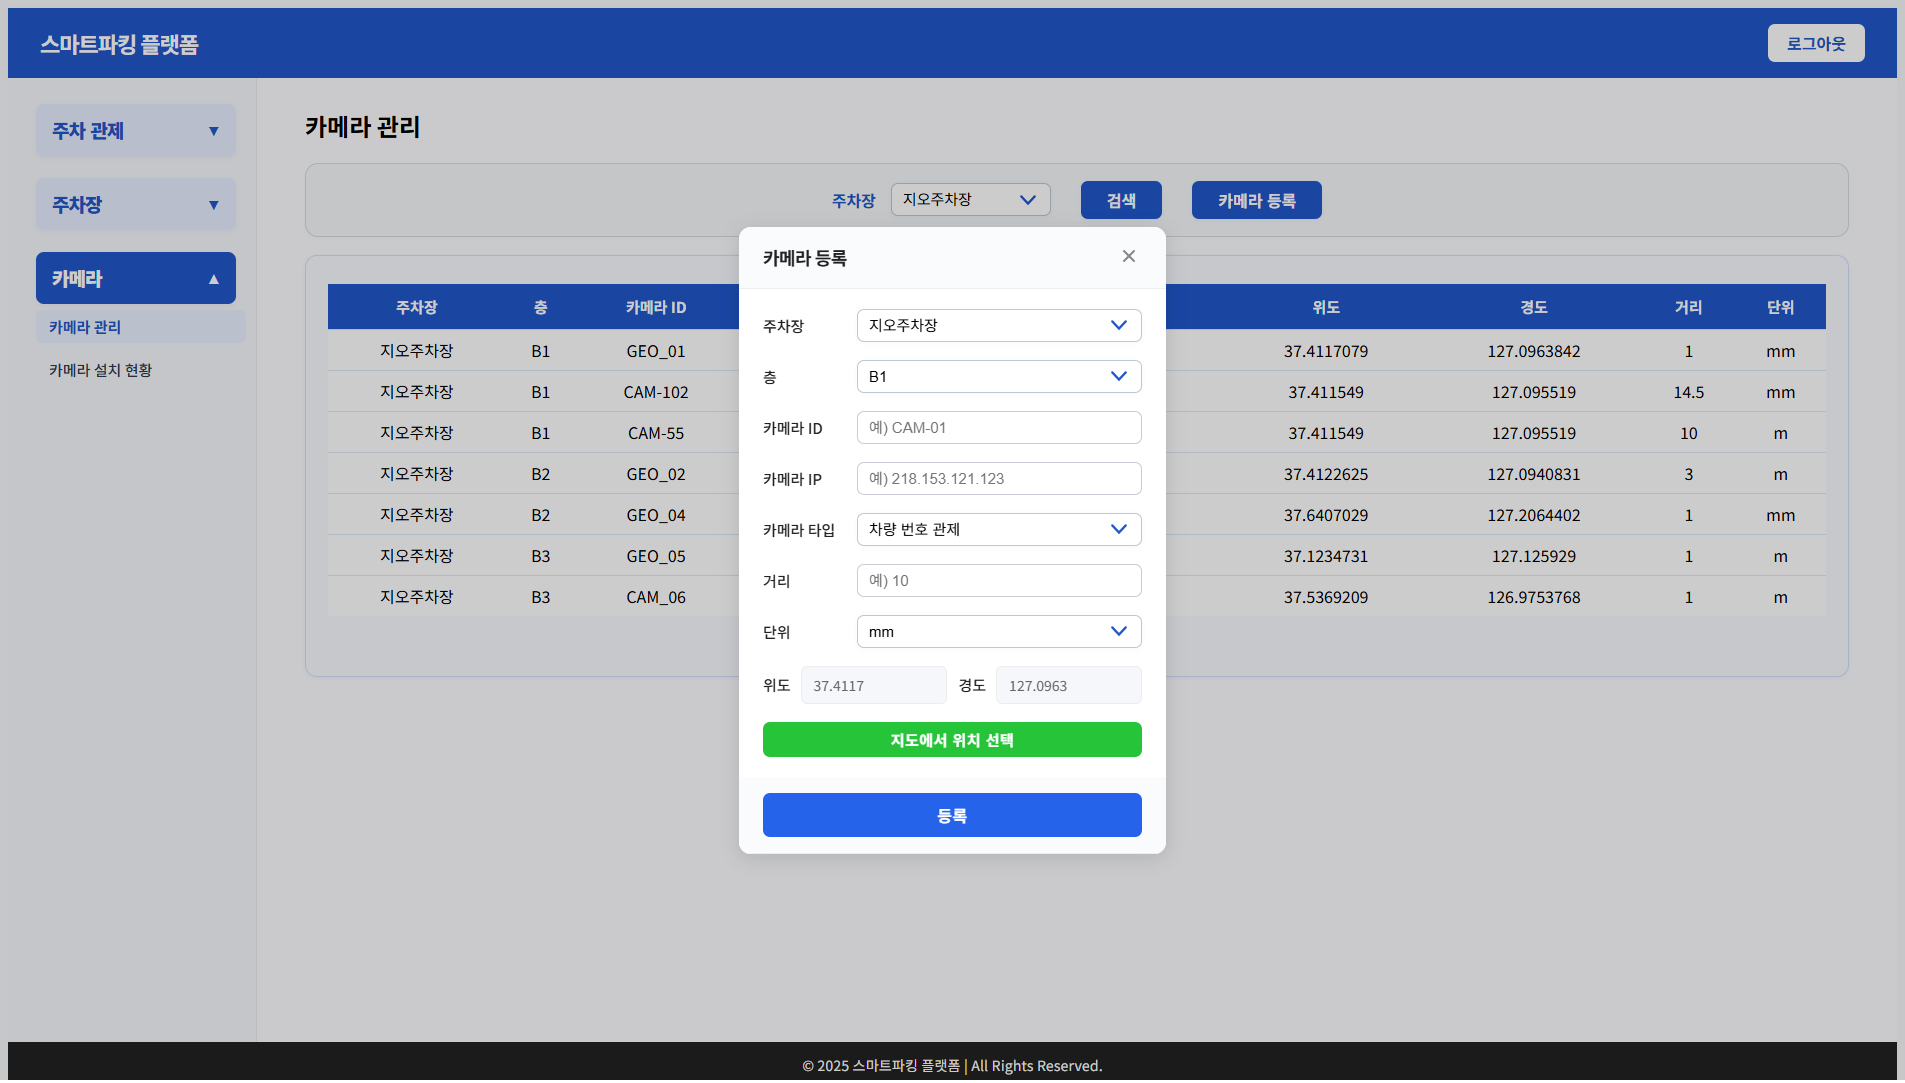 스마트파킹 플랫폼
로그아웃
주차 관제 ▼
주차장 ▼
카메라 ▲
카메라 관리
카메라 설치 현황
카메라 관리
주차장 지오주차장 검색 카메라 등록
주차장 층 카메라 ID 위도 경도 거리 단위
지오주차장 B1 GEO_01 37.4117079 127.0963842 1 mm
지오주차장 B1 CAM-102 37.411549 127.095519 14.5 mm
지오주차장 B1 CAM-55 37.411549 127.095519 10 m
지오주차장 B2 GEO_02 37.4122625 127.0940831 3 m
지오주차장 B2 GEO_04 37.6407029 127.2064402 1 mm
지오주차장 B3 GEO_05 37.1234731 127.125929 1 m
지오주차장 B3 CAM_06 37.5369209 126.9753768 1 m
카메라 등록 ×
주차장 지오주차장
층 B1
카메라 ID 예) CAM-01
카메라 IP 예) 218.153.121.123
카메라 타입 차량 번호 관제
거리 예) 10
단위 mm
위도 37.4117 경도 127.0963
지도에서 위치 선택
등록
© 2025 스마트파킹 플랫폼 | All Rights Reserved.